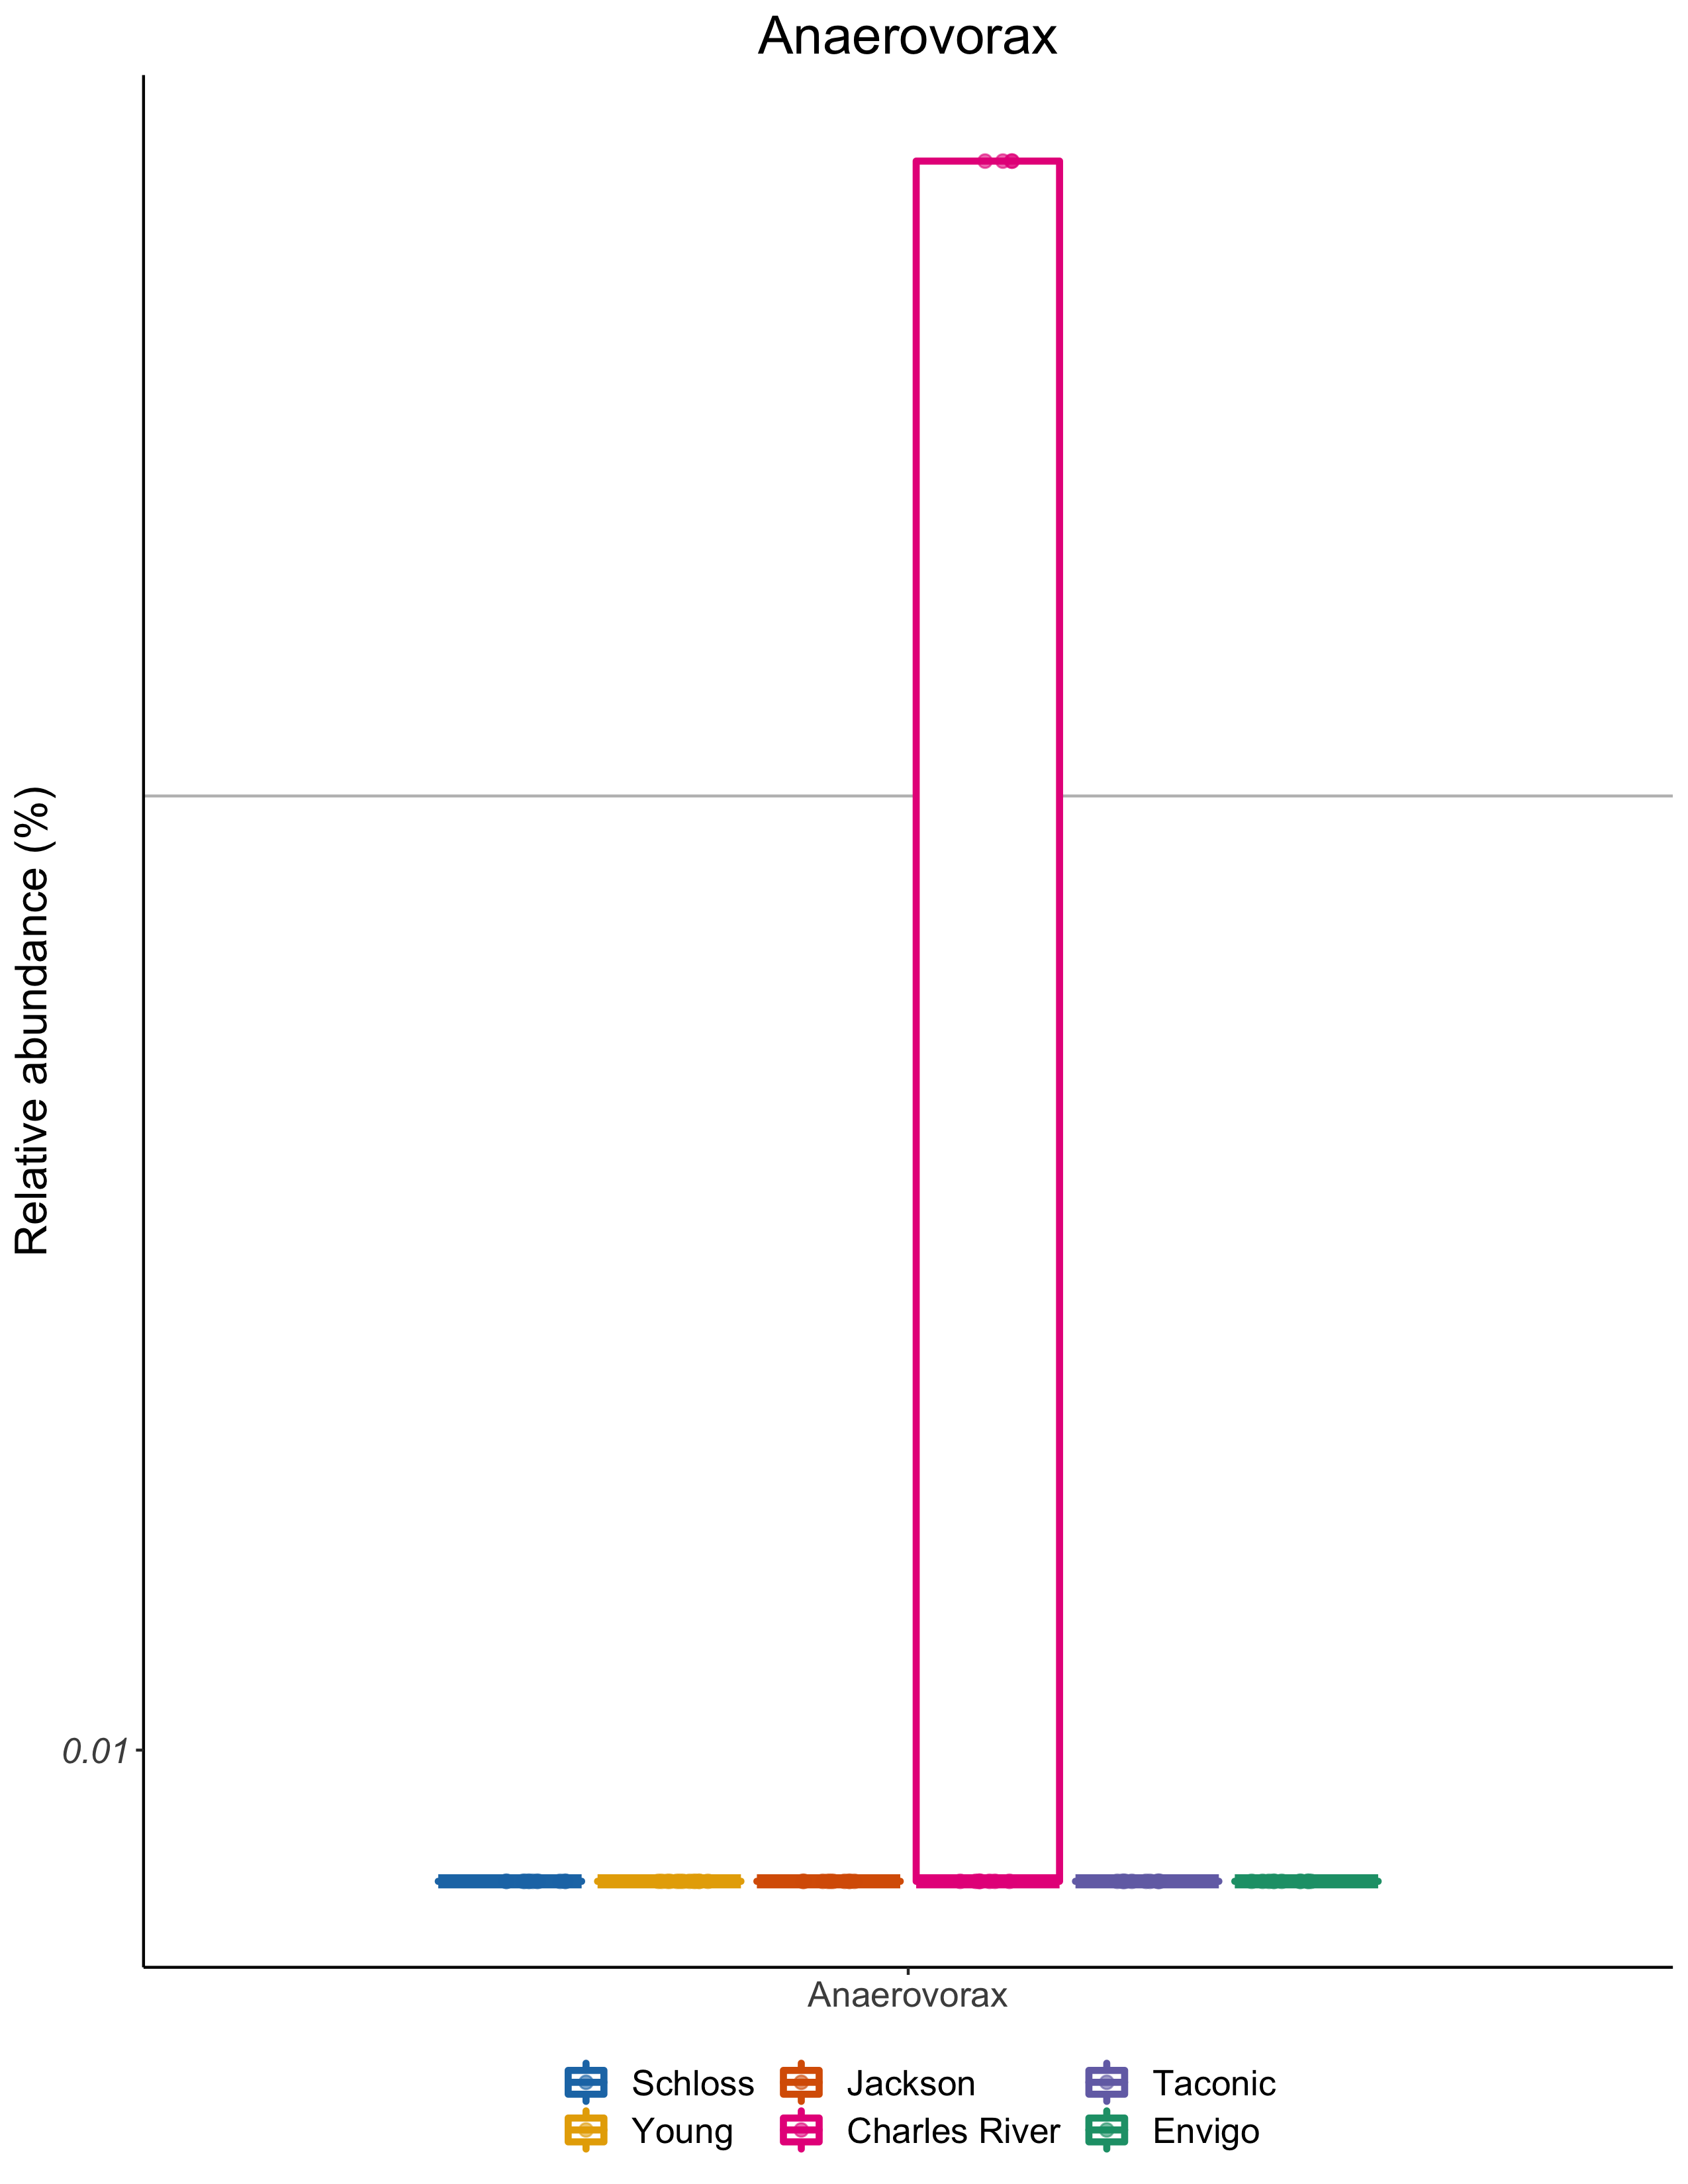 Anaerovorax
Relative abundance (%)
0.01
Anaerovorax
Schloss Jackson Taconic
Young Charles River Envigo